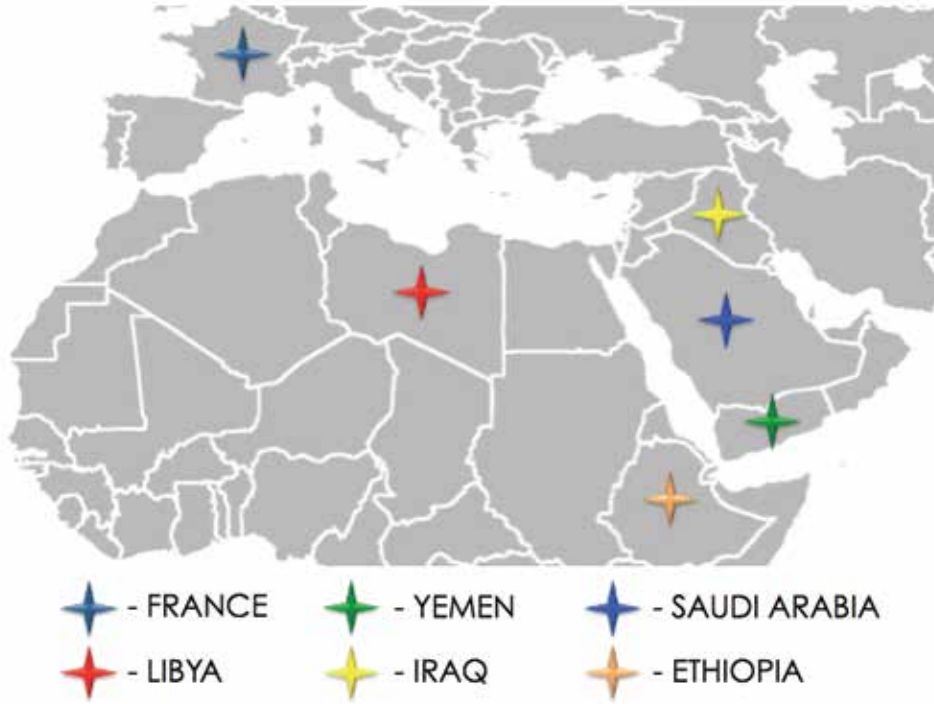 - FRANCE - YEMEN - SAUDI ARABIA
- LIBYA - IRAQ - ETHIOPIA